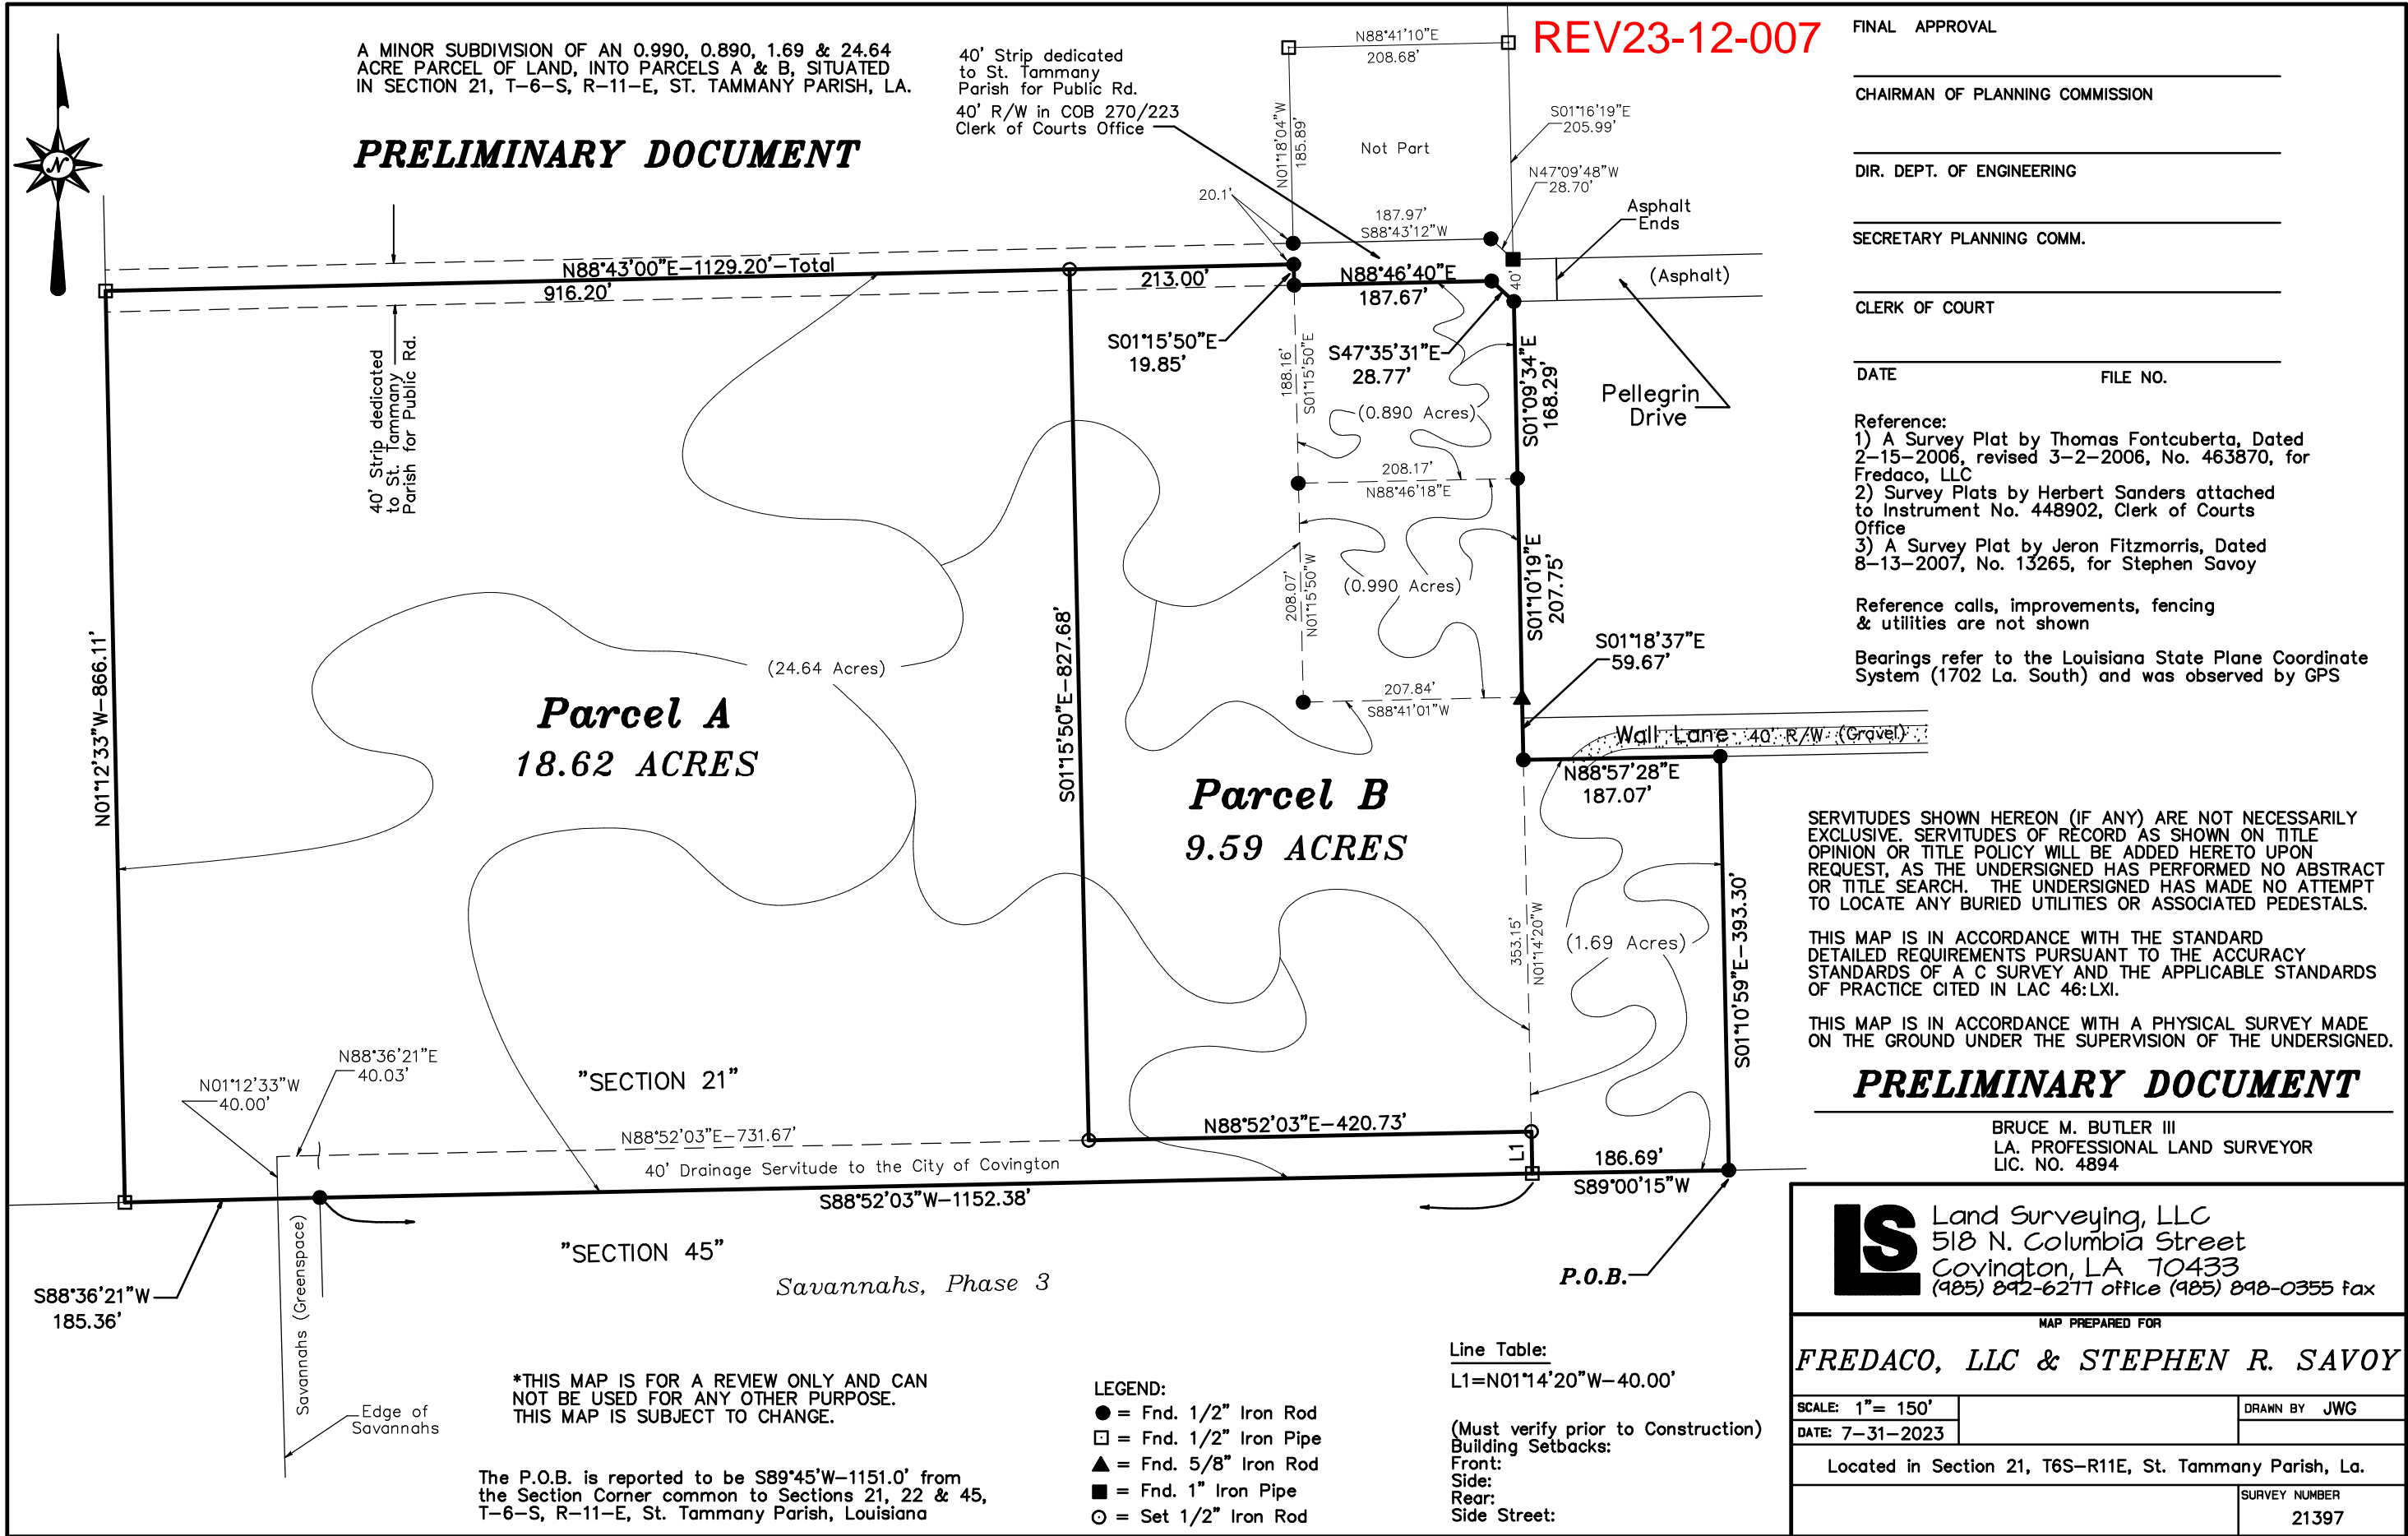 REV23-12-007
A MINOR SUBDIVISION OF AN 0.990, 0.890, 1.69 & 24.64
ACRE PARCEL OF LAND, INTO PARCELS A & B, SITUATED
IN SECTION 21, T-6-S, R-11-E, ST. TAMMANY PARISH, LA.
PRELIMINARY DOCUMENT
N
40' Strip dedicated
to St. Tammany
Parish for Public Rd.
40' R/W in COB 270/223
Clerk of Courts Office
N88°41'10"E
208.68'
N01°18'04"W
185.89'
Not Part
S01°16'19"E
205.99'
N47°09'48"W
28.70'
20.1'
187.97'
S88°43'12"W
Asphalt
Ends
(Asphalt)
40'
Pellegrin
Drive
N88°43'00"E-1129.20'-Total
916.20'
213.00'
N88°46'40"E
187.67'
S01°15'50"E
19.85'
S47°35'31"E
28.77'
40' Strip dedicated
to St. Tammany
Parish for Public Rd.
188.16'
S01°15'50"E
(0.890 Acres)
S01°09'34"E
168.29'
208.17'
N88°46'18"E
208.07'
N01°15'50"W
(0.990 Acres)
S01°10'19"E
207.75'
207.84'
S88°41'01"W
S01°18'37"E
59.67'
Wall Lane 40' R/W (Gravel)
N88°57'28"E
187.07'
N01°12'33"W-866.11'
(24.64 Acres)
Parcel A
18.62 ACRES
S01°15'50"E-827.68'
Parcel B
9.59 ACRES
353.15'
N01°14'20"W
(1.69 Acres)
S01°10'59"E-393.30'
N01°12'33"W
40.00'
N88°36'21"E
40.03'
"SECTION 21"
N88°52'03"E-731.67'
40' Drainage Servitude to the City of Covington
N88°52'03"E-420.73'
L1
186.69'
S89°00'15"W
S88°52'03"W-1152.38'
"SECTION 45"
Savannahs, Phase 3
S88°36'21"W
185.36'
Savannahs (Greenspace)
Edge of
Savannahs
P.O.B.
*THIS MAP IS FOR A REVIEW ONLY AND CAN
NOT BE USED FOR ANY OTHER PURPOSE.
THIS MAP IS SUBJECT TO CHANGE.
The P.O.B. is reported to be S89°45'W-1151.0' from
the Section Corner common to Sections 21, 22 & 45,
T-6-S, R-11-E, St. Tammany Parish, Louisiana
LEGEND:
= Fnd. 1/2" Iron Rod
= Fnd. 1/2" Iron Pipe
= Fnd. 5/8" Iron Rod
= Fnd. 1" Iron Pipe
= Set 1/2" Iron Rod
Line Table:
L1=N01°14'20"W-40.00'
(Must verify prior to Construction)
Building Setbacks:
Front:
Side:
Rear:
Side Street:
FINAL APPROVAL
CHAIRMAN OF PLANNING COMMISSION
DIR. DEPT. OF ENGINEERING
SECRETARY PLANNING COMM.
CLERK OF COURT
DATE FILE NO.
Reference:
1) A Survey Plat by Thomas Fontcuberta, Dated
2-15-2006, revised 3-2-2006, No. 463870, for
Fredaco, LLC
2) Survey Plats by Herbert Sanders attached
to Instrument No. 448902, Clerk of Courts
Office
3) A Survey Plat by Jeron Fitzmorris, Dated
8-13-2007, No. 13265, for Stephen Savoy
Reference calls, improvements, fencing
& utilities are not shown
Bearings refer to the Louisiana State Plane Coordinate
System (1702 La. South) and was observed by GPS
SERVITUDES SHOWN HEREON (IF ANY) ARE NOT NECESSARILY
EXCLUSIVE. SERVITUDES OF RECORD AS SHOWN ON TITLE
OPINION OR TITLE POLICY WILL BE ADDED HERETO UPON
REQUEST, AS THE UNDERSIGNED HAS PERFORMED NO ABSTRACT
OR TITLE SEARCH. THE UNDERSIGNED HAS MADE NO ATTEMPT
TO LOCATE ANY BURIED UTILITIES OR ASSOCIATED PEDESTALS.
THIS MAP IS IN ACCORDANCE WITH THE STANDARD
DETAILED REQUIREMENTS PURSUANT TO THE ACCURACY
STANDARDS OF A C SURVEY AND THE APPLICABLE STANDARDS
OF PRACTICE CITED IN LAC 46:LXI.
THIS MAP IS IN ACCORDANCE WITH A PHYSICAL SURVEY MADE
ON THE GROUND UNDER THE SUPERVISION OF THE UNDERSIGNED.
PRELIMINARY DOCUMENT
BRUCE M. BUTLER III
LA. PROFESSIONAL LAND SURVEYOR
LIC. NO. 4894
LS
Land Surveying, LLC
518 N. Columbia Street
Covington, LA 70433
(985) 892-6277 office (985) 898-0355 fax
MAP PREPARED FOR
FREDACO, LLC & STEPHEN R. SAVOY
SCALE: 1"= 150'
DRAWN BY JWG
DATE: 7-31-2023
Located in Section 21, T6S-R11E, St. Tammany Parish, La.
SURVEY NUMBER
21397